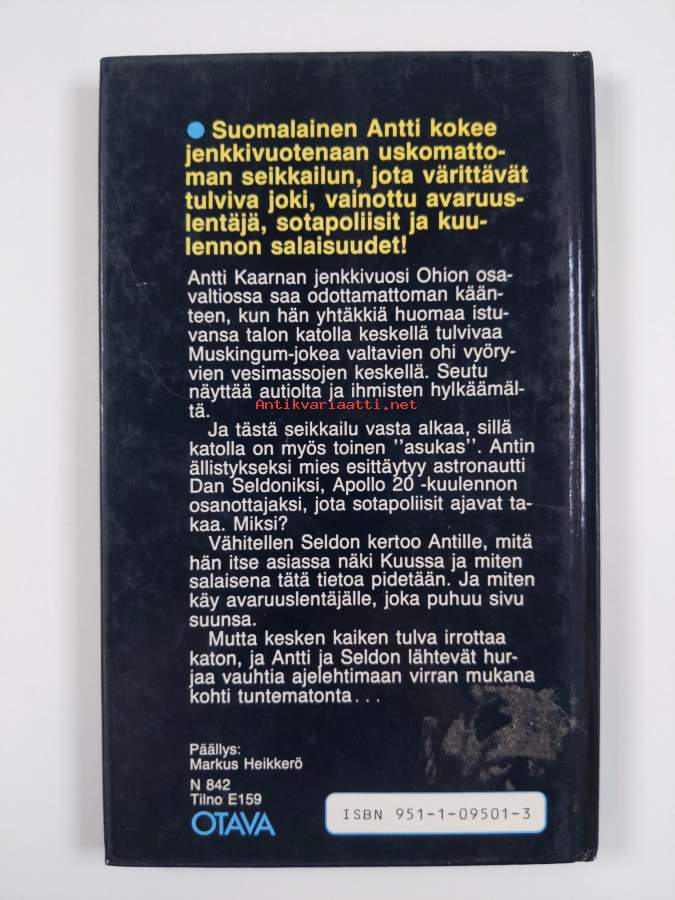 ● Suomalainen Antti kokee
jenkkivuotenaan uskomatto-
man seikkailun, jota värittävät
tulviva joki, vainottu avaruus-
lentäjä, sotapoliisit ja kuu-
lennon salaisuudet!
Antti Kaarnan jenkkivuosi Ohion osa-
valtiossa saa odottamattoman kään-
teen, kun hän yhtäkkiä huomaa istu-
vansa talon katolla keskellä tulvivaa
Muskingum-jokea valtavien ohi vyöry-
vien vesimassojen keskellä. Seutu
näyttää autiolta ja ihmisten hylkäämäl-
tä.
Antikvariaatti.net
Ja tästä seikkailu vasta alkaa, sillä
katolla on myös toinen "asukas". Antin
ällistykseksi mies esittäytyy astronautti
Dan Seldoniksi, Apollo 20 -kuulennon
osanottajaksi, jota sotapoliisit ajavat ta-
kaa. Miksi?
Vähitellen Seldon kertoo Antille, mitä
hän itse asiassa näki Kuussa ja miten
salaisena tätä tietoa pidetään. Ja miten
käy avaruuslentäjälle, joka puhuu sivu
suunsa.
Mutta kesken kaiken tulva irrottaa
katon, ja Antti ja Seldon lähtevät hur-
jaa vauhtia ajelehtimaan virran mukana
kohti tuntematonta...
Päällys:
Markus Heikkerö
N 842
Tilno E159
OTAVA
ISBN 951-1-09501-3